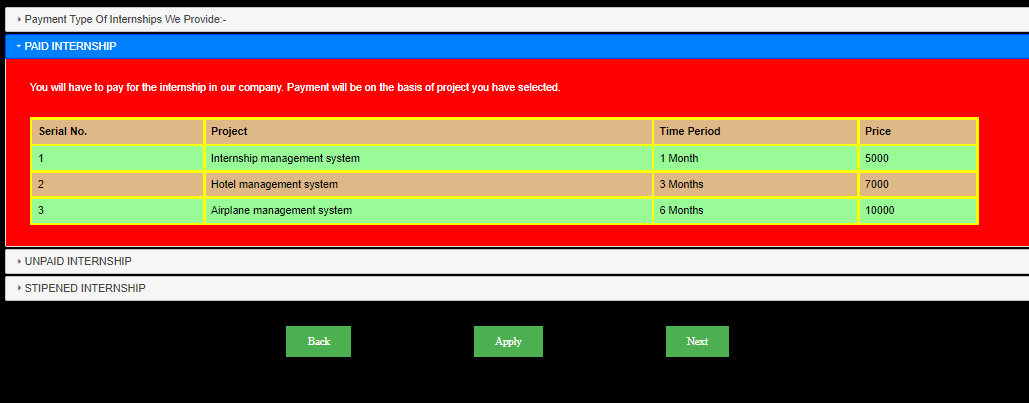 Payment Type Of Internships We Provide:-
PAID INTERNSHIP
You will have to pay for the internship in our company. Payment will be on the basis of project you have selected.
Serial No. Project Time Period Price
1 Internship management system 1 Month 5000
2 Hotel management system 3 Months 7000
3 Airplane management system 6 Months 10000
UNPAID INTERNSHIP
STIPENED INTERNSHIP
Back Apply Next